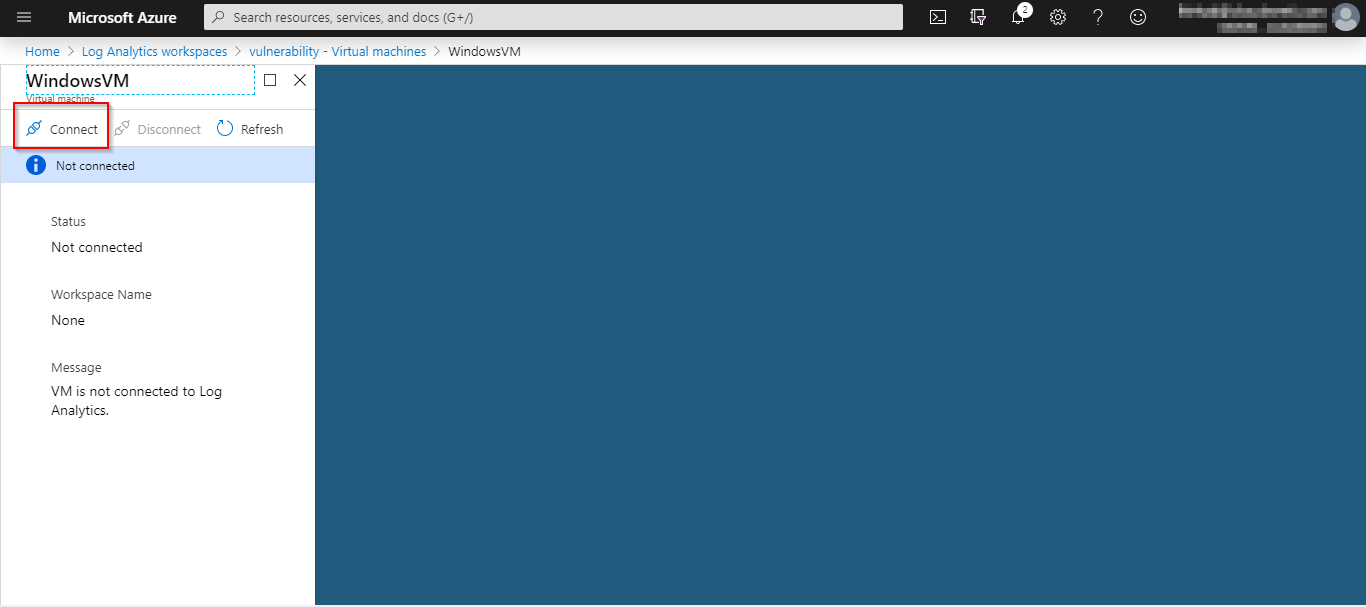 Microsoft Azure
Search resources, services, and docs (G+/)
2
Home > Log Analytics workspaces > vulnerability - Virtual machines > WindowsVM
WindowsVM
Virtual machine
Connect Disconnect Refresh
Not connected
Status
Not connected
Workspace Name
None
Message
VM is not connected to Log
Analytics.